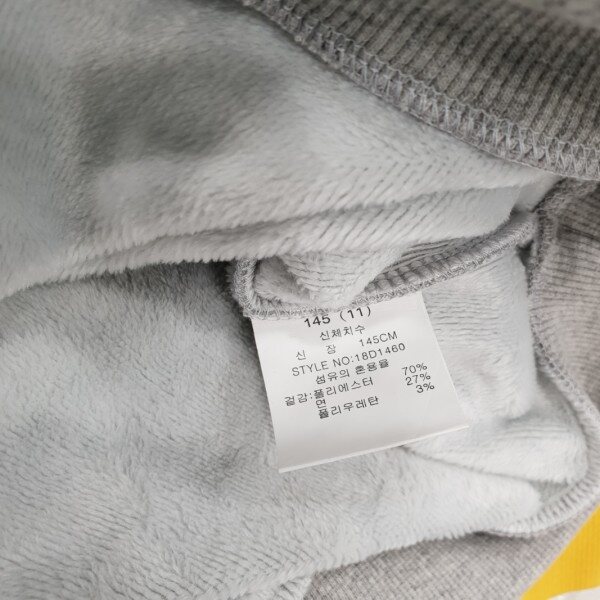 145 (11)
신체치수
신 장 145CM
STYLE NO:18D1460
섬유의 혼용율
겉감:폴리에스터 70%
면 27%
폴리우레탄 3%